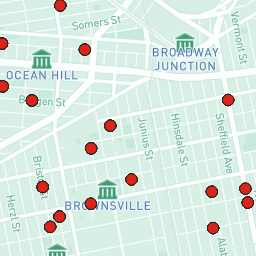 Somers St
Vermont St
BROADWAY
JUNCTION
OCEAN HILL
Bergen St
Junius St
Hinsdale St
Sheffield Ave
Bristol St
BROWNSVILLE
Herzl St